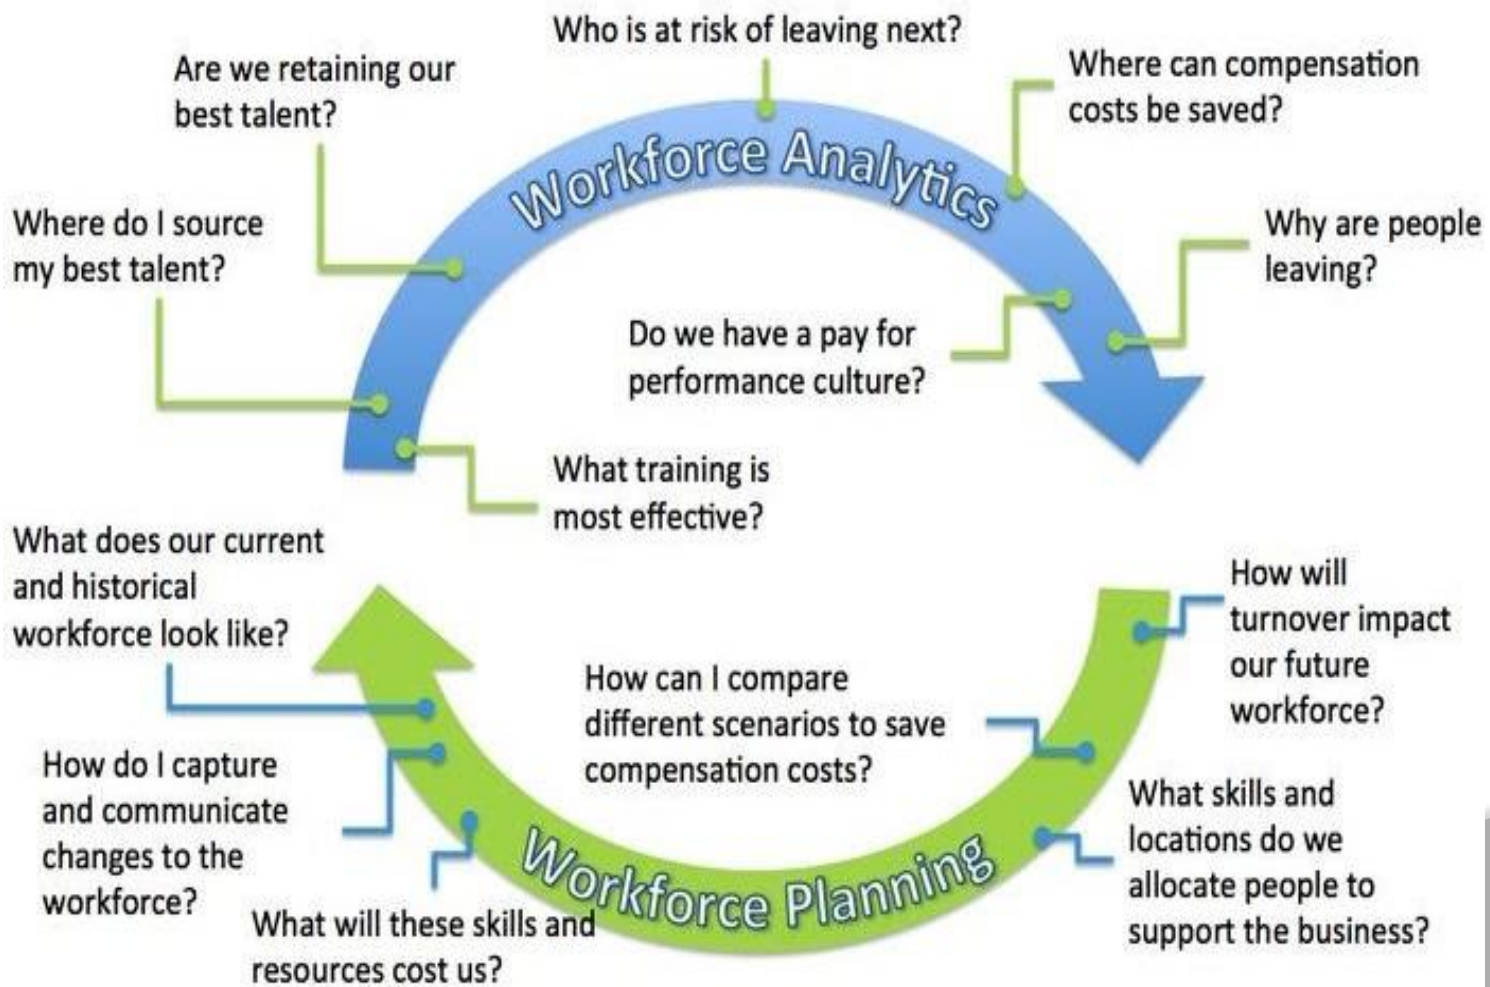 Who is at risk of leaving next?
Are we retaining our
best talent?
Where can compensation
costs be saved?
Workforce Analytics
Where do I source
my best talent?
Why are people
leaving?
Do we have a pay for
performance culture?
What training is
most effective?
What does our current
and historical
workforce look like?
How will
turnover impact
our future
workforce?
How can I compare
different scenarios to save
compensation costs?
How do I capture
and communicate
changes to the
workforce?
What skills and
locations do we
allocate people to
support the business?
Workforce Planning
What will these skills and
resources cost us?